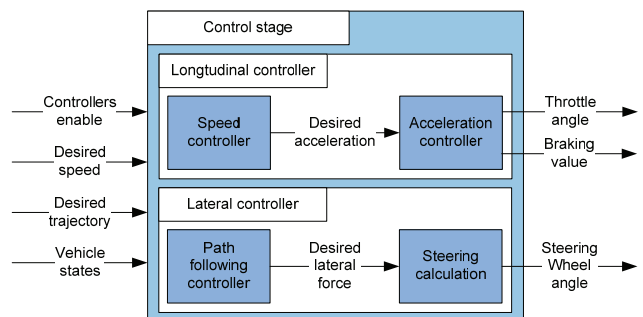 Control stage
Longtudinal controller
Controllers
enable
Desired
speed
Desired
trajectory
Vehicle
states
Speed
controller
Desired
acceleration
Acceleration
controller
Throttle
angle
Braking
value
Lateral controller
Path
following
controller
Desired
lateral
force
Steering
calculation
Steering
Wheel
angle